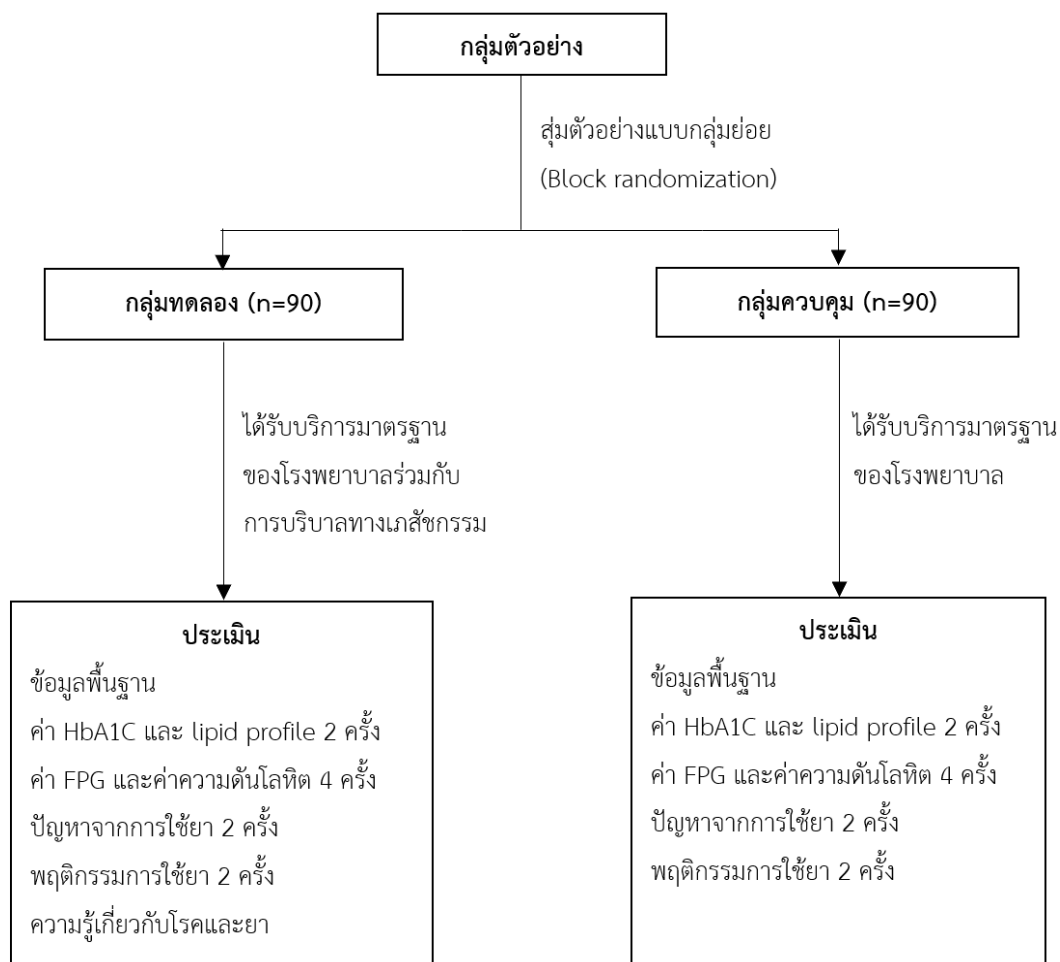 กลุ่มตัวอย่าง
สุ่มตัวอย่างแบบกลุ่มย่อย
(Block randomization)
กลุ่มทดลอง (n=90)
กลุ่มควบคุม (n=90)
ได้รับบริการมาตรฐาน
ของโรงพยาบาลร่วมกับ
การบริบาลทางเภสัชกรรม
ได้รับบริการมาตรฐาน
ของโรงพยาบาล
ประเมิน
ข้อมูลพื้นฐาน
ค่า HbA1C และ lipid profile 2 ครั้ง
ค่า FPG และค่าความดันโลหิต 4 ครั้ง
ปัญหาจากการใช้ยา 2 ครั้ง
พฤติกรรมการใช้ยา 2 ครั้ง
ความรู้เกี่ยวกับโรคและยา
ประเมิน
ข้อมูลพื้นฐาน
ค่า HbA1C และ lipid profile 2 ครั้ง
ค่า FPG และค่าความดันโลหิต 4 ครั้ง
ปัญหาจากการใช้ยา 2 ครั้ง
พฤติกรรมการใช้ยา 2 ครั้ง